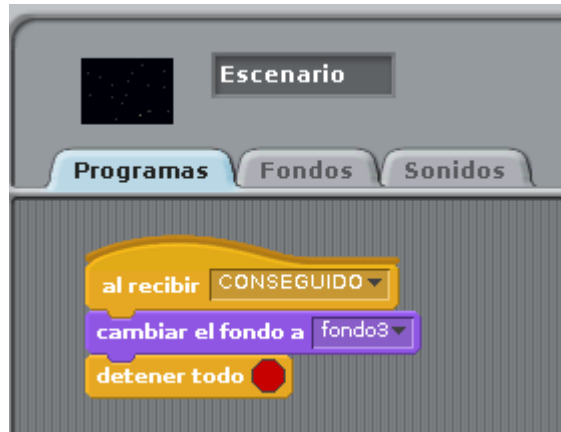 Escenario
Programas Fondos Sonidos
al recibir CONSEGUIDO
cambiar el fondo a fondo3
detener todo